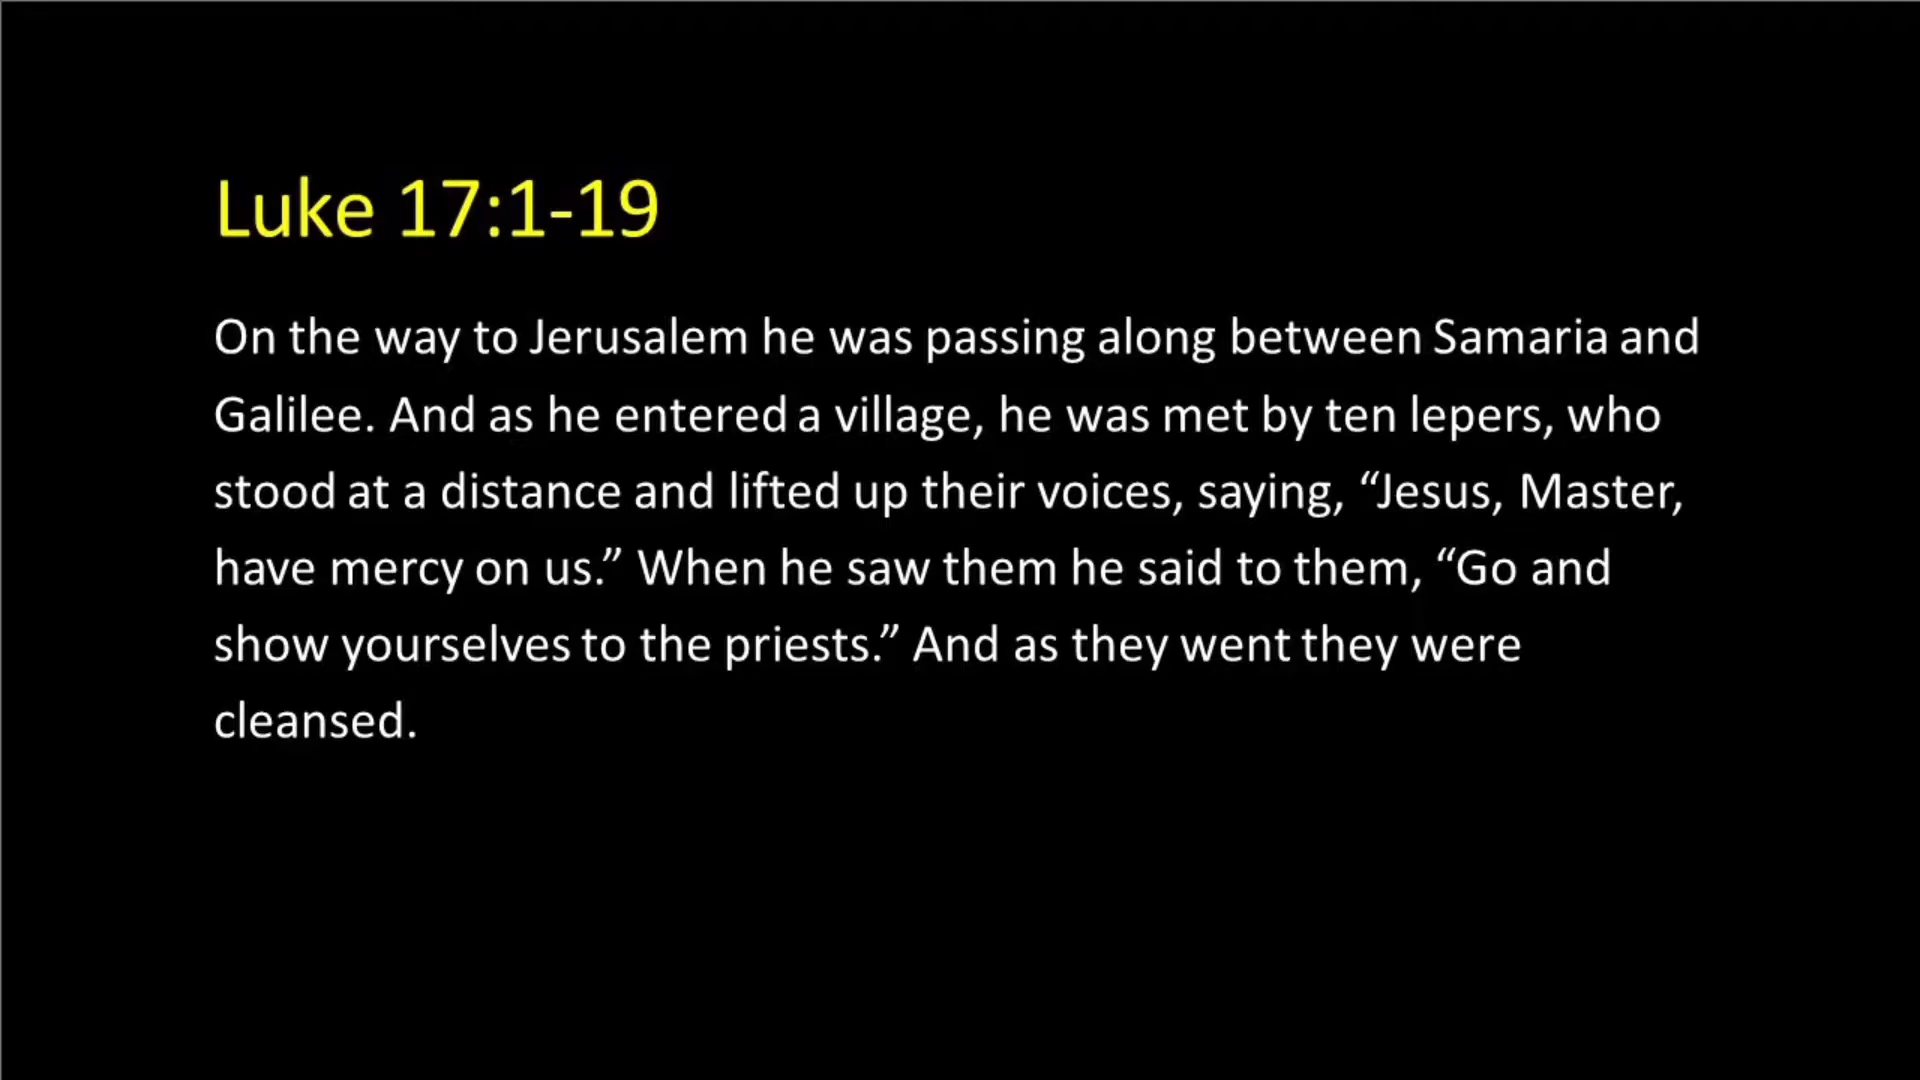 Luke 17:1-19
On the way to Jerusalem he was passing along between Samaria and
Galilee. And as he entered a village, he was met by ten lepers, who
stood at a distance and lifted up their voices, saying, “Jesus, Master,
have mercy on us.” When he saw them he said to them, “Go and
show yourselves to the priests.” And as they went they were
cleansed.